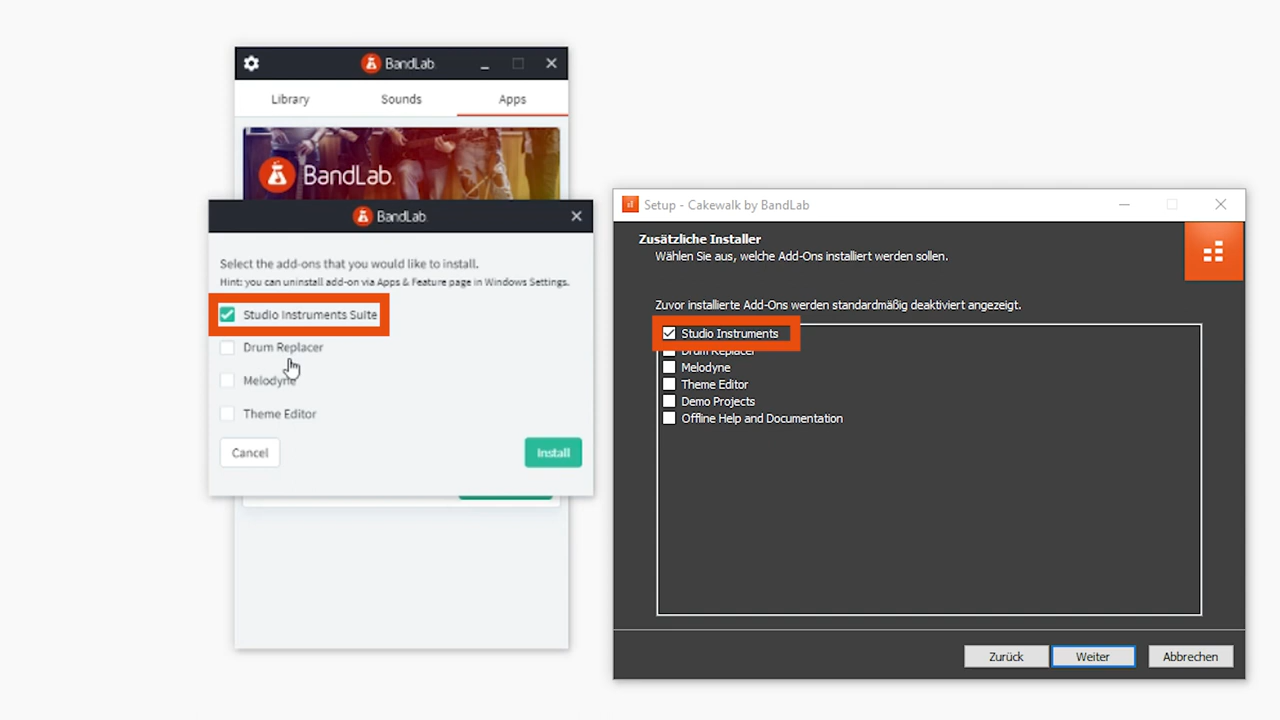 BandLab
Library
Sounds
Apps
BandLab.
BandLab
Select the add-ons that you would like to install.
Hint: you can uninstall add-on via Apps & Feature page in Windows Settings.
Studio Instruments Suite
Drum Replacer
Melodyne
Theme Editor
Cancel
Install
Setup - Cakewalk by BandLab
Zusätzliche Installer
Wählen Sie aus, welche Add-Ons installiert werden sollen.
Zuvor installierte Add-Ons werden standardmäßig deaktiviert angezeigt.
Studio Instruments
Drum Replacer
Melodyne
Theme Editor
Demo Projects
Offline Help and Documentation
Zurück
Weiter
Abbrechen